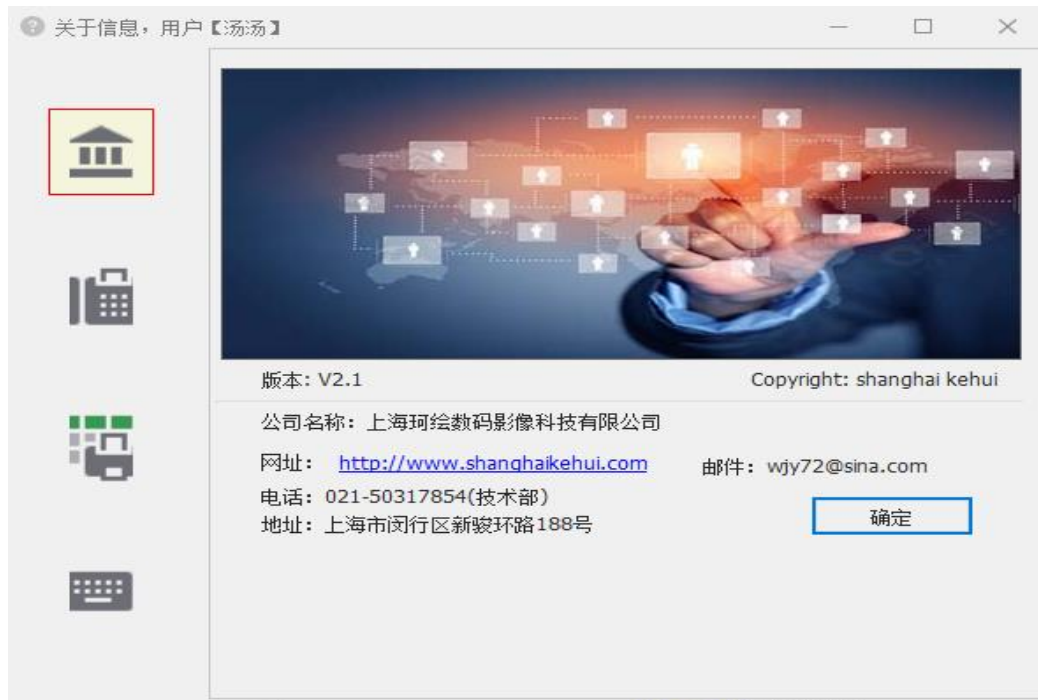 关于信息，用户【汤汤】
版本: V2.1
Copyright: shanghai kehui
公司名称：上海珂绘数码影像科技有限公司
网址： http://www.shanghaikehui.com 邮件：wjy72@sina.com
电话：021-50317854(技术部)
地址：上海市闵行区新骏环路188号
确定